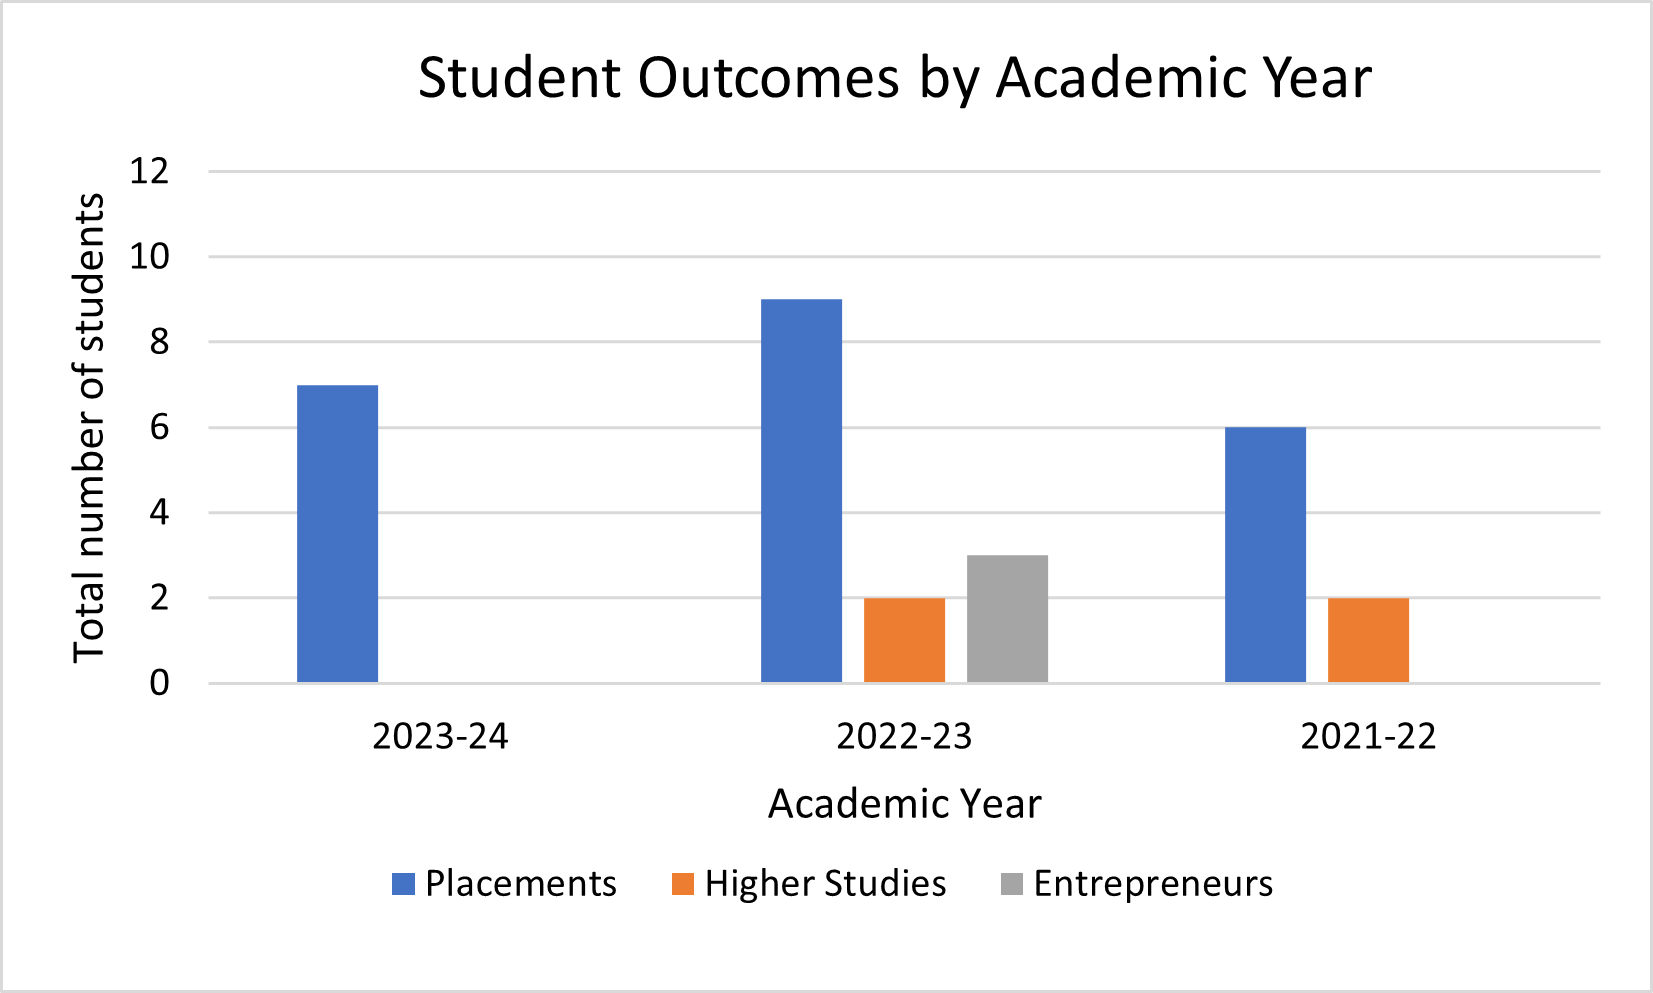 Student Outcomes by Academic Year
Total number of students
12
10
8
6
4
2
0
2023-24 2022-23 2021-22
Academic Year
Placements Higher Studies Entrepreneurs